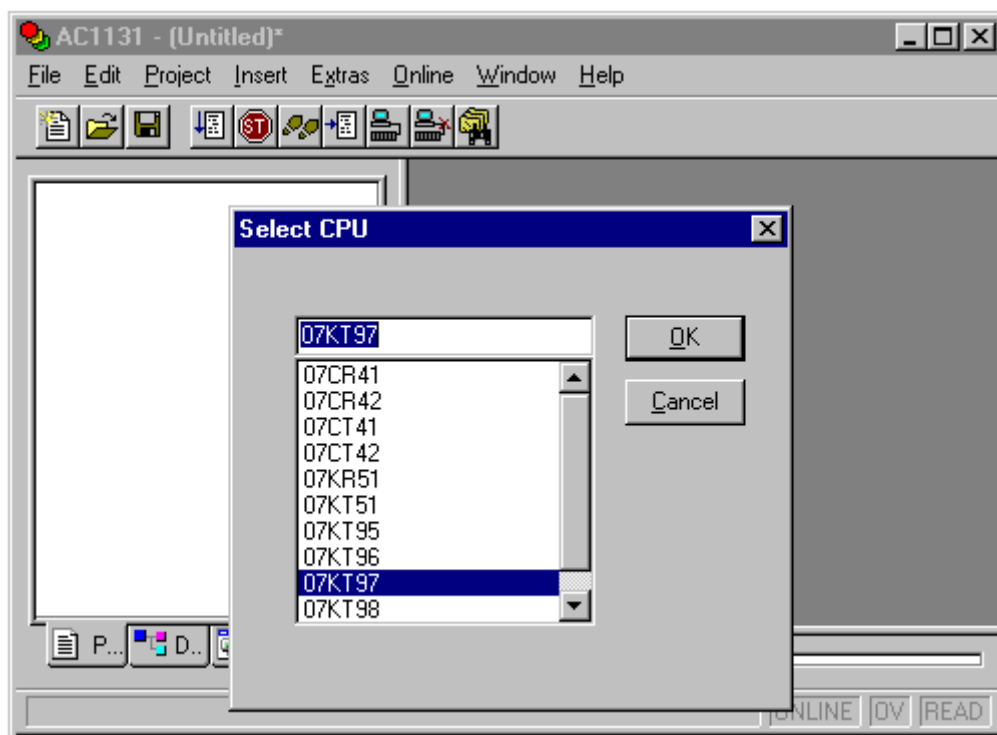 AC1131 - (Untitled)*
File Edit Project Insert Extras Online Window Help
ST
Select CPU
07KT97
OK
07CR41
07CR42
Cancel
07CT41
07CT42
07KR51
07KT51
07KT95
07KT96
07KT97
07KT98
P... D..
ONLINE OV READ